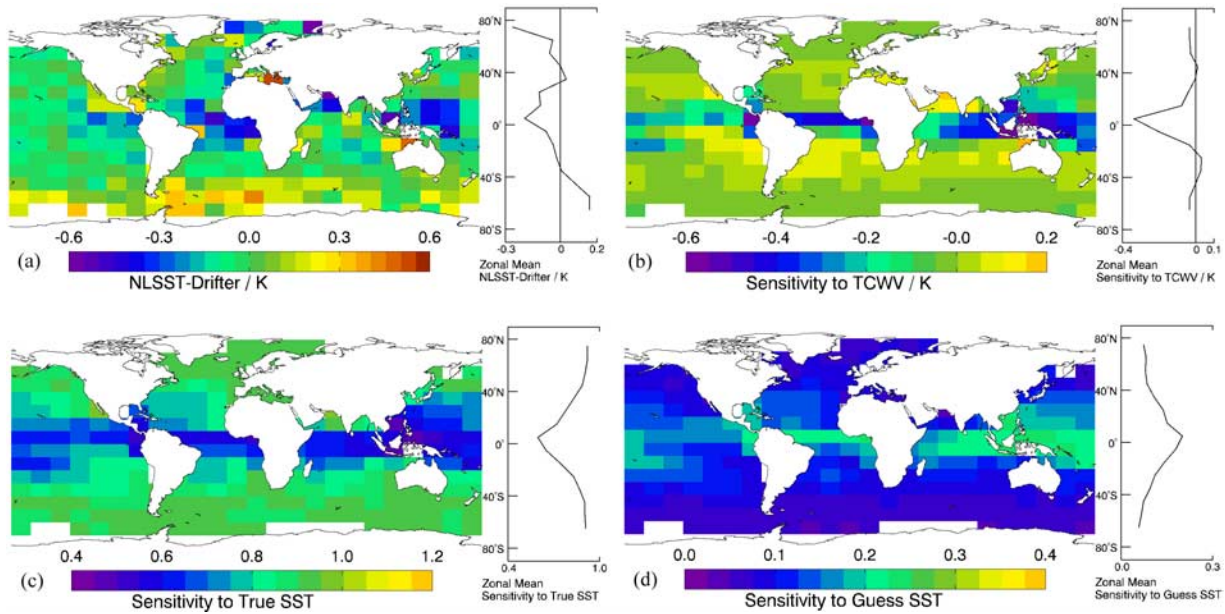 80˚N
40˚N
0˚
40˚S
80˚S
-0.6 -0.3 0.0 0.3 0.6
-0.3 0 0.2
(a)
NLSST-Drifter / K
Zonal Mean
NLSST-Drifter / K
80˚N
40˚N
0˚
40˚S
80˚S
-0.6 -0.4 -0.2 -0.0 0.2
-0.4 0 0.1
(b)
Sensitivity to TCWV / K
Zonal Mean
Sensitivity to TCWV / K
80˚N
40˚N
0˚
40˚S
80˚S
0.4 0.6 0.8 1.0 1.2
0.4 1.0
(c)
Sensitivity to True SST
Zonal Mean
Sensitivity to True SST
80˚N
40˚N
0˚
40˚S
80˚S
0.0 0.1 0.2 0.3 0.4
0.0 0.3
(d)
Sensitivity to Guess SST
Zonal Mean
Sensitivity to Guess SST